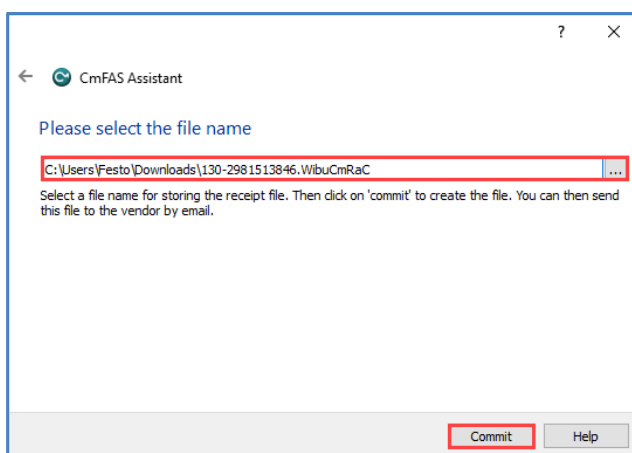 ?
CmFAS Assistant
Please select the file name
C:\Users\Festo\Downloads\130-2981513846.WibuCmRaC
...
Select a file name for storing the receipt file. Then click on 'commit' to create the file. You can then send
this file to the vendor by email.
Commit Help